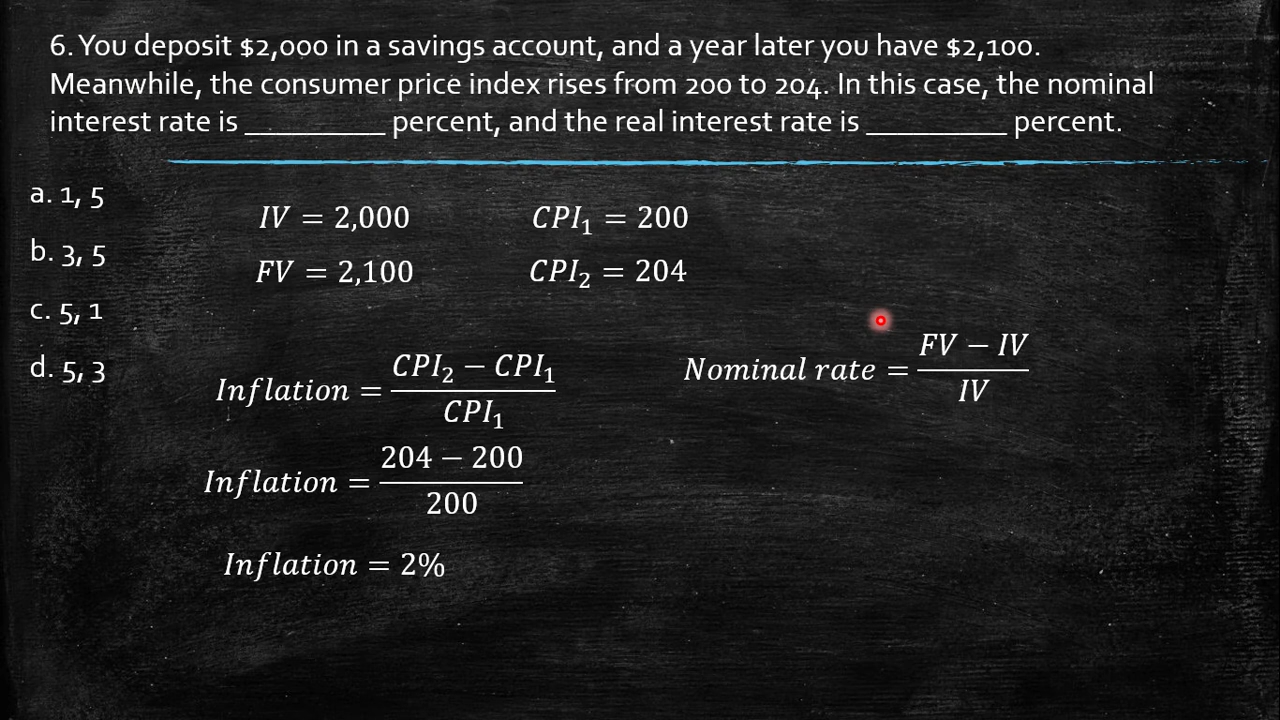 6. You deposit $2,000 in a savings account, and a year later you have $2,100.
Meanwhile, the consumer price index rises from 200 to 204. In this case, the nominal
interest rate is __________ percent, and the real interest rate is __________ percent.
a. 1, 5
b. 3, 5
c. 5, 1
d. 5, 3
IV = 2,000
CPI₁ = 200
FV = 2,100
CPI₂ = 204
Inflation = (CPI₂ − CPI₁) / CPI₁
Nominal rate = (FV − IV) / IV
Inflation = (204 − 200) / 200
Inflation = 2%